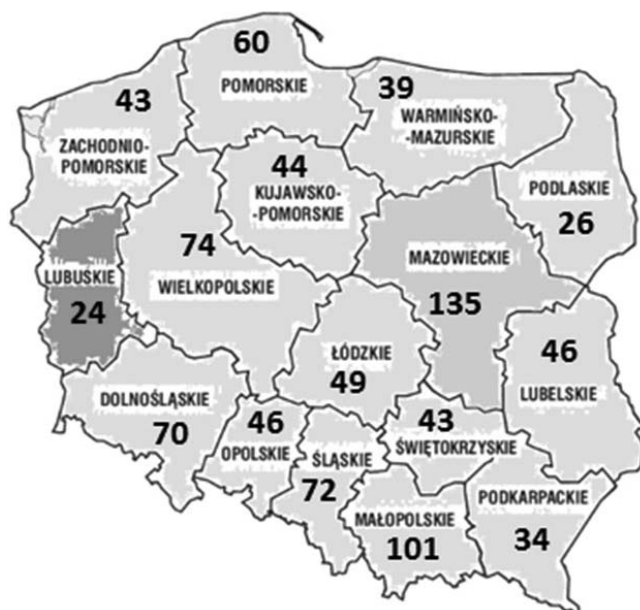 60
POMORSKIE
43
ZACHODNIO-
POMORSKIE
39
WARMIŃSKO-
-MAZURSKIE
44
KUJAWSKO-
-POMORSKIE
PODLASKIE
26
74
WIELKOPOLSKIE
MAZOWIECKIE
135
LUBUSKIE
24
ŁÓDZKIE
49
46
LUBELSKIE
DOLNOŚLĄSKIE
70
46
OPOLSKIE
ŚLĄSKIE
72
43
ŚWIĘTOKRZYSKIE
MAŁOPOLSKIE
101
PODKARPACKIE
34